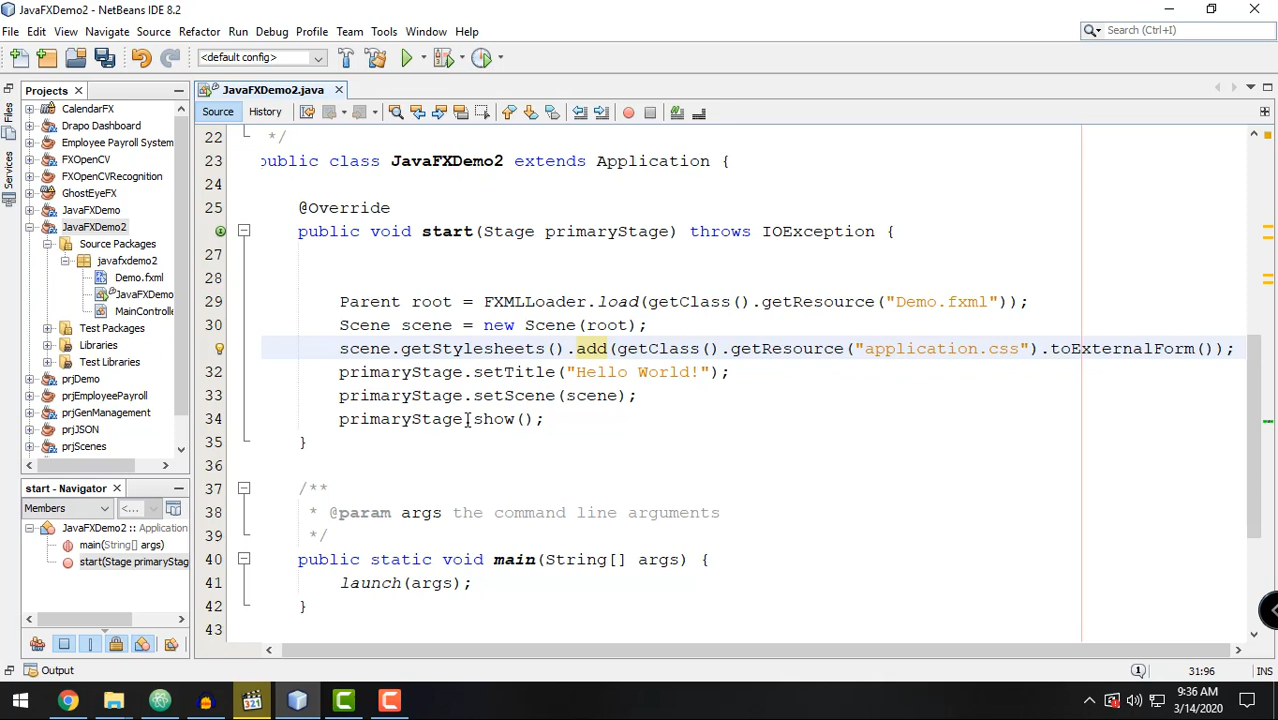 JavaFXDemo2 - NetBeans IDE 8.2
File Edit View Navigate Source Refactor Run Debug Profile Team Tools Window Help
Search (Ctrl+I)
<default config>
Projects
CalendarFX
Drapo Dashboard
Employee Payroll System
FXOpenCV
FXOpenCVRecognition
GhostEyeFX
JavaFXDemo
JavaFXDemo2
Source Packages
javafxdemo2
Demo.fxml
JavaFXDemo
MainControlle
Test Packages
Libraries
Test Libraries
prjDemo
prjEmployeePayroll
prjGenManagement
prjJSON
prjScenes
Files
Services
start - Navigator
Members
<...
JavaFXDemo2 :: Application
main(String[] args)
start(Stage primaryStag
Output
JavaFXDemo2.java
Source History
22 */
23 public class JavaFXDemo2 extends Application {
24
25 @Override
public void start(Stage primaryStage) throws IOException {
27
28
29 Parent root = FXMLLoader.load(getClass().getResource("Demo.fxml"));
30 Scene scene = new Scene(root);
scene.getStylesheets().add(getClass().getResource("application.css").toExternalForm());
32 primaryStage.setTitle("Hello World!");
33 primaryStage.setScene(scene);
34 primaryStage.show();
35 }
36
37 /**
38 * @param args the command line arguments
39 */
40 public static void main(String[] args) {
41 launch(args);
42 }
43
1
31:96
INS
321
9:36 AM
3/14/2020